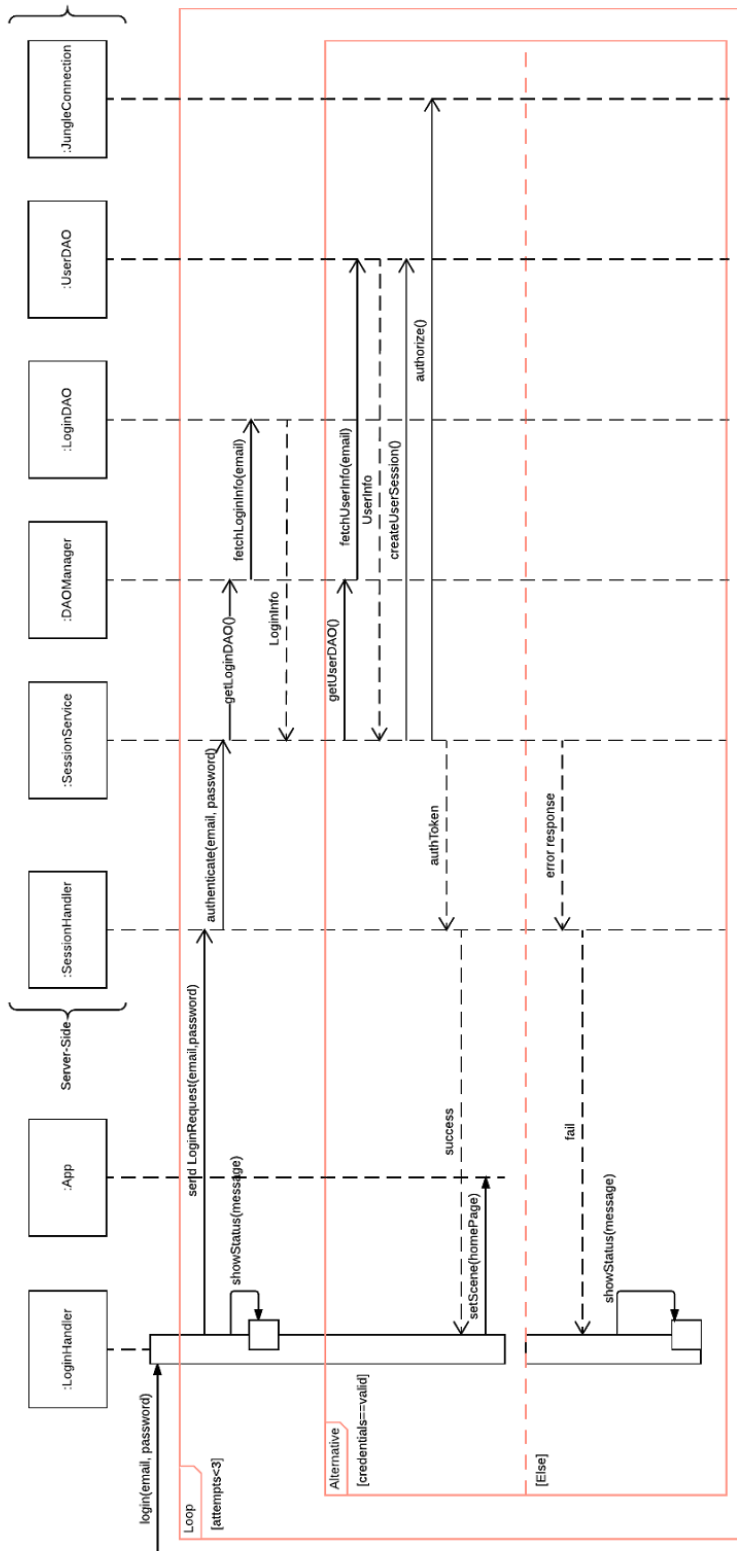 :LoginHandler
:App
Server-Side
:SessionHandler
:SessionService
:DAOManager
:LoginDAO
:UserDAO
:JungleConnection
login(email, password)
Loop
[attempts<3]
send LoginRequest(email,password)
authenticate(email, password)
getLoginDAO()
showStatus(message)
fetchLoginInfo(email)
LoginInfo
Alternative
[credentials==valid]
getUserDAO()
fetchUserInfo(email)
UserInfo
createUserSession()
authorize()
authToken
success
setScene(homePage)
[Else]
error response
fail
showStatus(message)